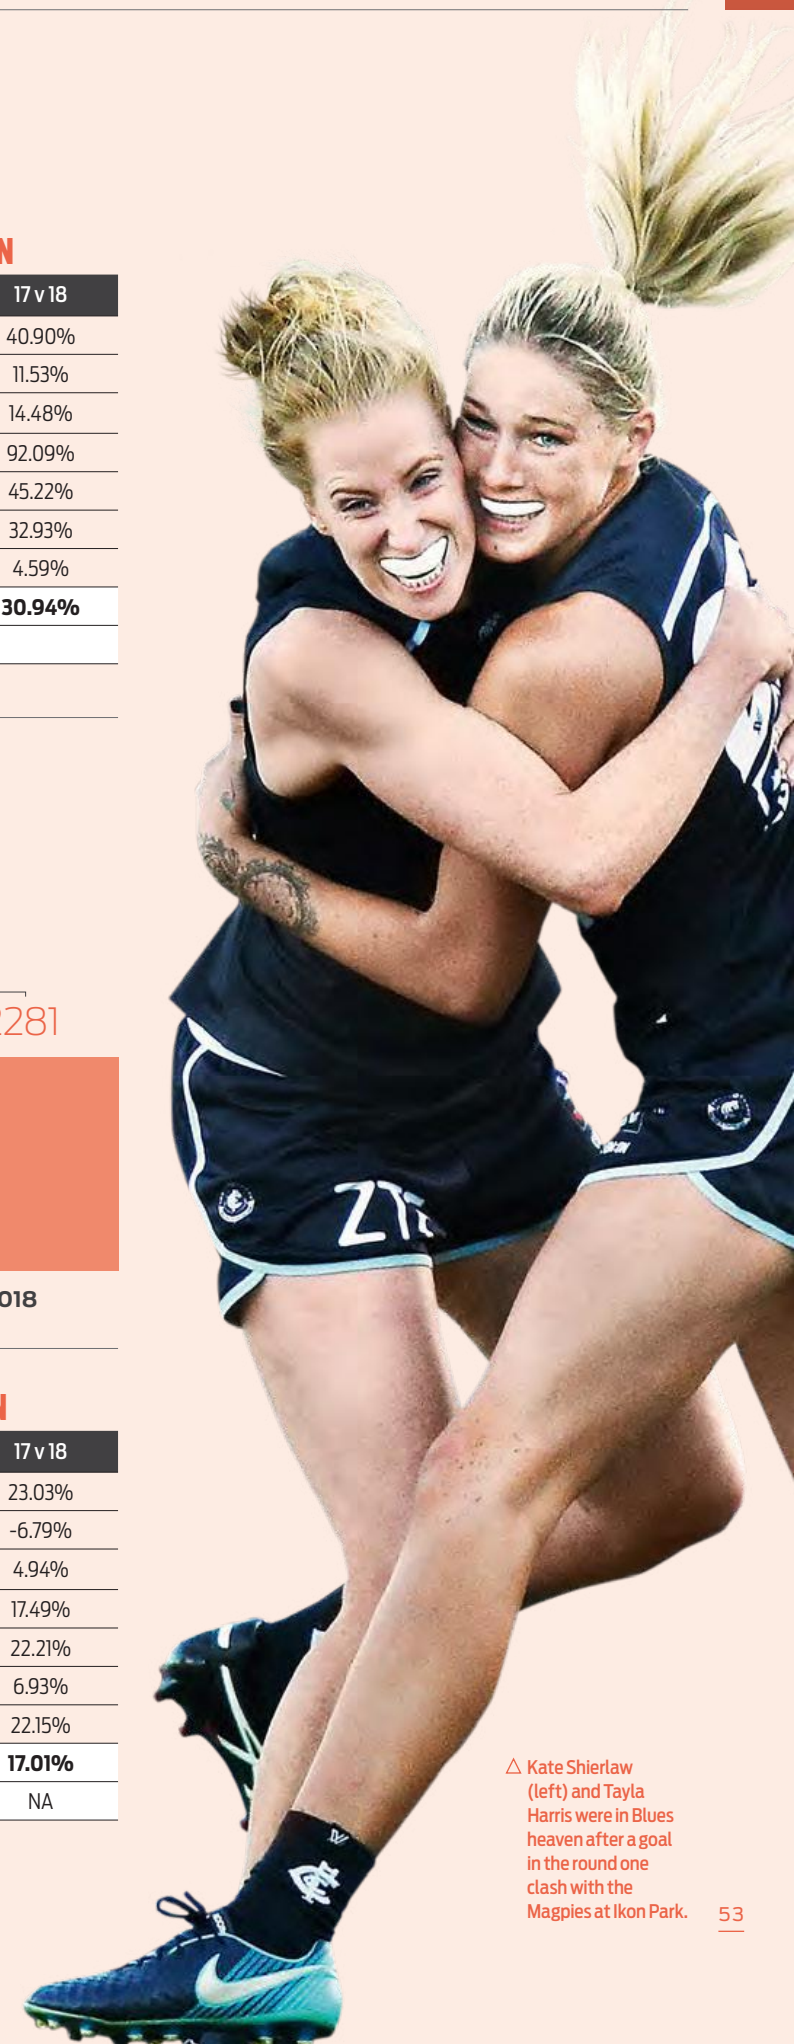 N
17 v 18
40.90%
11.53%
14.48%
92.09%
45.22%
32.93%
4.59%
30.94%
281
018
N
17 v 18
23.03%
-6.79%
4.94%
17.49%
22.21%
6.93%
22.15%
17.01%
NA
ZTE
△ Kate Shierlaw
(left) and Tayla
Harris were in Blues
heaven after a goal
in the round one
clash with the
Magpies at Ikon Park.
53